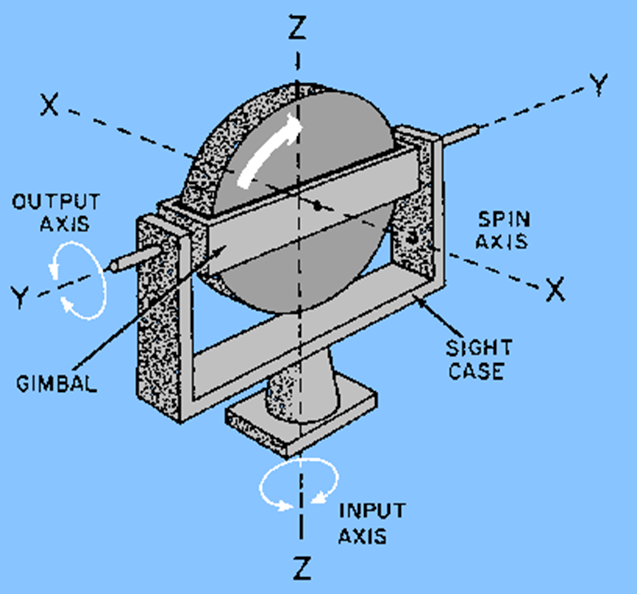 Z
X
Y
OUTPUT
AXIS
SPIN
AXIS
Y
X
GIMBAL
SIGHT
CASE
INPUT
AXIS
Z